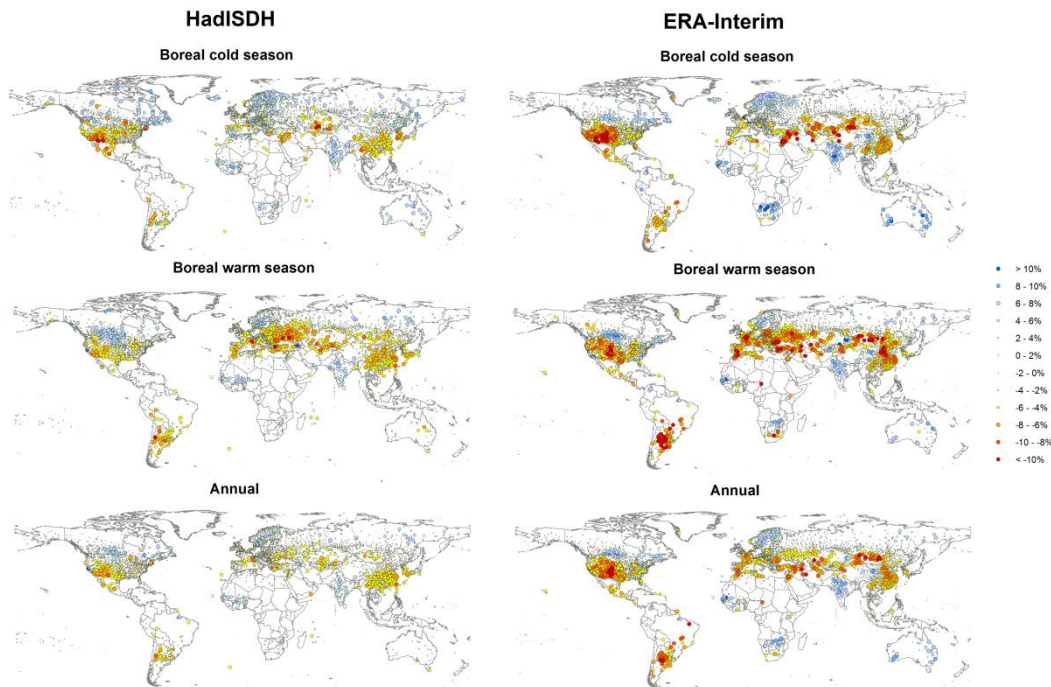 HadISDH
ERA-Interim
Boreal cold season
Boreal cold season
Boreal warm season
Boreal warm season
> 10%
8 - 10%
6 - 8%
4 - 6%
2 - 4%
0 - 2%
-2 - 0%
-4 - -2%
-6 - -4%
-8 - -6%
-10 - -8%
< -10%
Annual
Annual